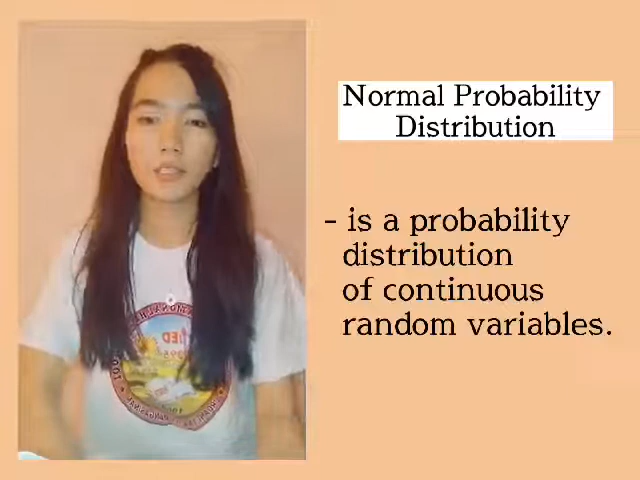 Normal Probability
Distribution
- is a probability
distribution
of continuous
random variables.